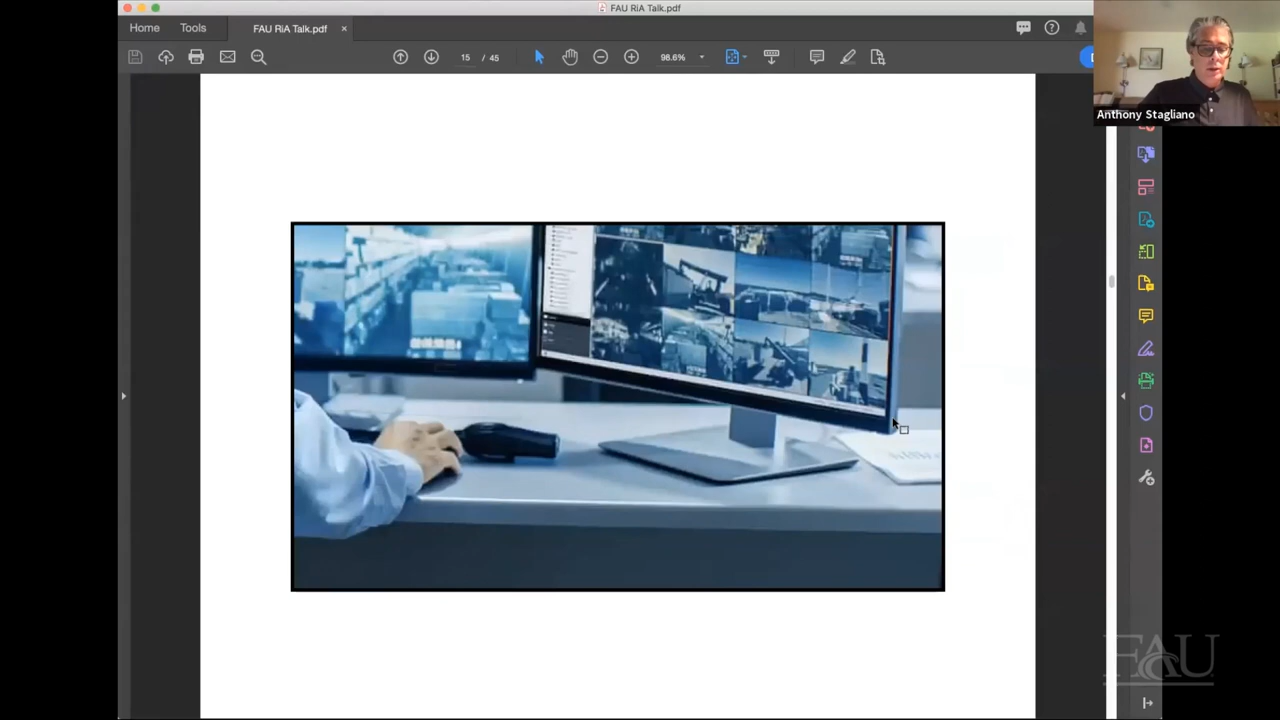 FAU RiA Talk.pdf
Home
Tools
FAU RiA Talk.pdf
15 / 45
98.6%
Anthony Stagliano
FAU